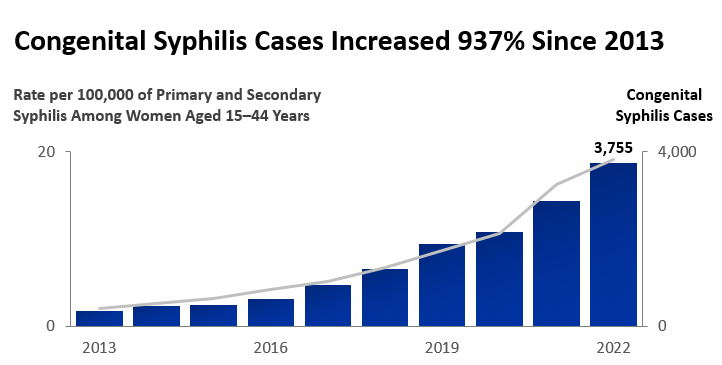 Congenital Syphilis Cases Increased 937% Since 2013
Rate per 100,000 of Primary and Secondary
Syphilis Among Women Aged 15–44 Years
Congenital
Syphilis Cases
3,755
20
4,000
0
0
2013
2016
2019
2022